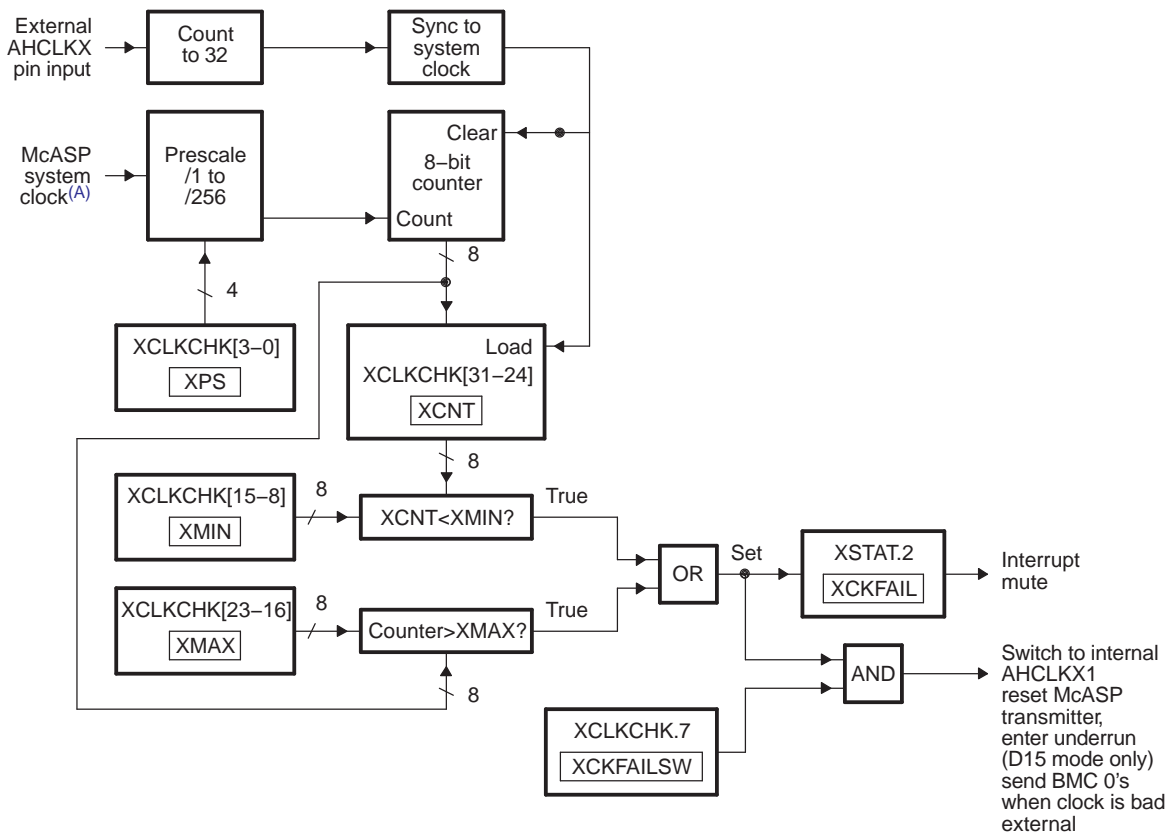 External
AHCLKX
pin input
Count
to 32
Sync to
system
clock
McASP
system
clock(A)
Prescale
/1 to
/256
Clear
8−bit
counter
Count
8
4
XCLKCHK[3−0]
XPS
Load
XCLKCHK[31−24]
XCNT
8
XCLKCHK[15−8]
XMIN
8
XCNT<XMIN?
True
XCLKCHK[23−16]
XMAX
8
Counter>XMAX?
True
8
OR
Set
XSTAT.2
XCKFAIL
Interrupt
mute
AND
XCLKCHK.7
XCKFAILSW
Switch to internal
AHCLKX1
reset McASP
transmitter,
enter underrun
(D15 mode only)
send BMC 0's
when clock is bad
external